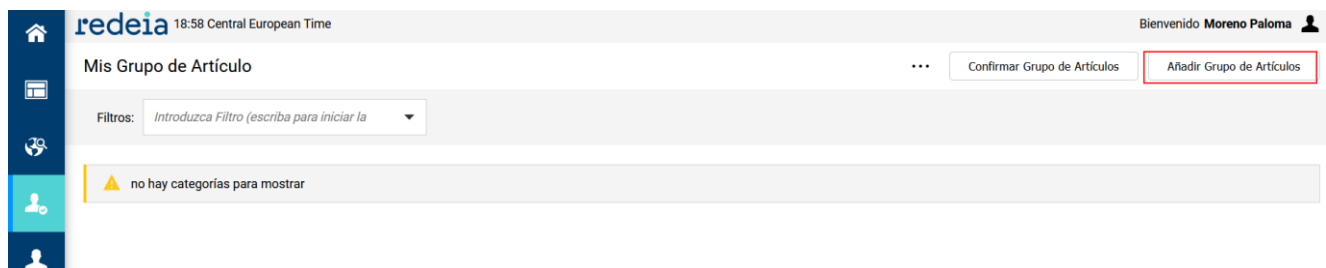 redeia 18:58 Central European Time Bienvenido Moreno Paloma
Mis Grupo de Artículo ... Confirmar Grupo de Artículos Añadir Grupo de Artículos
Filtros: Introduzca Filtro (escriba para iniciar la
no hay categorías para mostrar